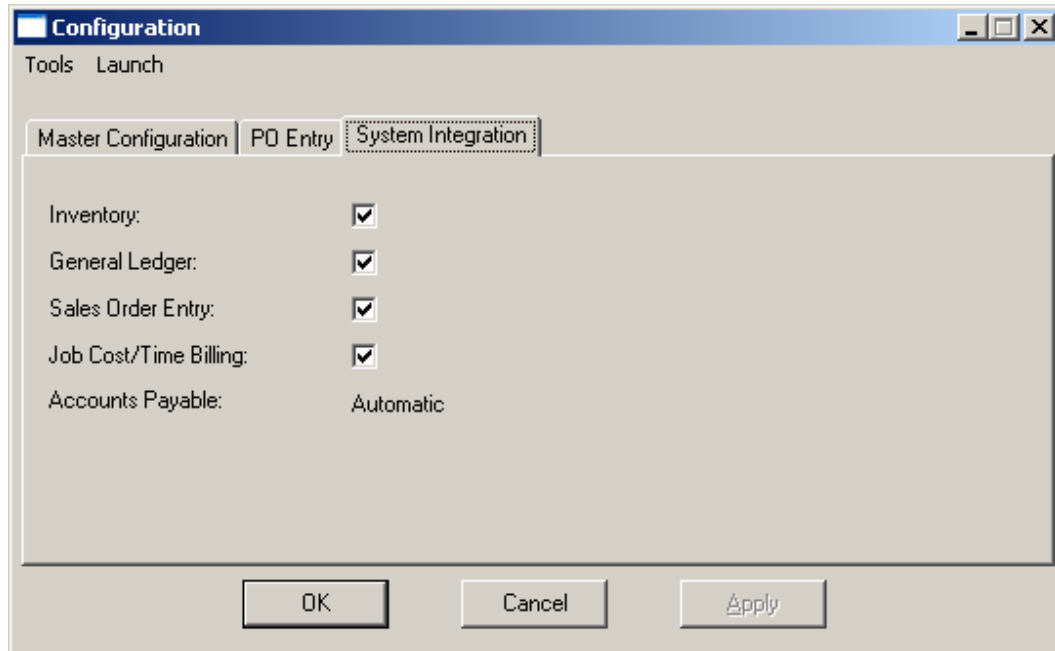 Configuration
Tools Launch
Master Configuration PO Entry System Integration
Inventory:
General Ledger:
Sales Order Entry:
Job Cost/Time Billing:
Accounts Payable: Automatic
OK Cancel Apply